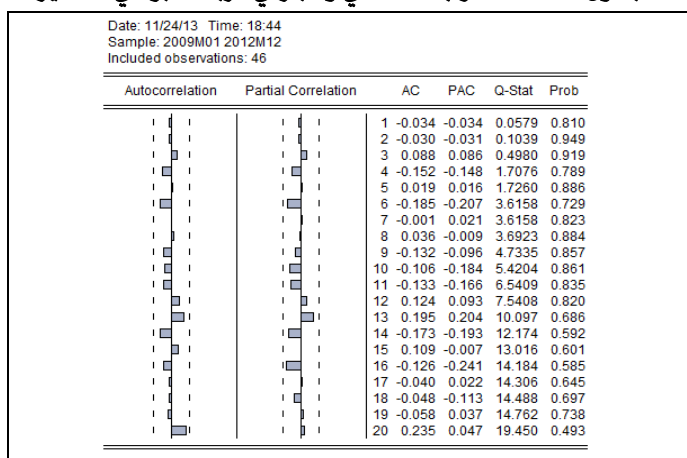 Date: 11/24/13 Time: 18:44
Sample: 2009M01 2012M12
Included observations: 46
Autocorrelation Partial Correlation AC PAC Q-Stat Prob
1 -0.034 -0.034 0.0579 0.810
2 -0.030 -0.031 0.1039 0.949
3 0.088 0.086 0.4980 0.919
4 -0.152 -0.148 1.7076 0.789
5 0.019 0.016 1.7260 0.886
6 -0.185 -0.207 3.6158 0.729
7 -0.001 0.021 3.6158 0.823
8 0.036 -0.009 3.6923 0.884
9 -0.132 -0.096 4.7335 0.857
10 -0.106 -0.184 5.4204 0.861
11 -0.133 -0.166 6.5409 0.835
12 0.124 0.093 7.5408 0.820
13 0.195 0.204 10.097 0.686
14 -0.173 -0.193 12.174 0.592
15 0.109 -0.007 13.016 0.601
16 -0.126 -0.241 14.184 0.585
17 -0.040 0.022 14.306 0.645
18 -0.048 -0.113 14.488 0.697
19 -0.058 0.037 14.762 0.738
20 0.235 0.047 19.450 0.493